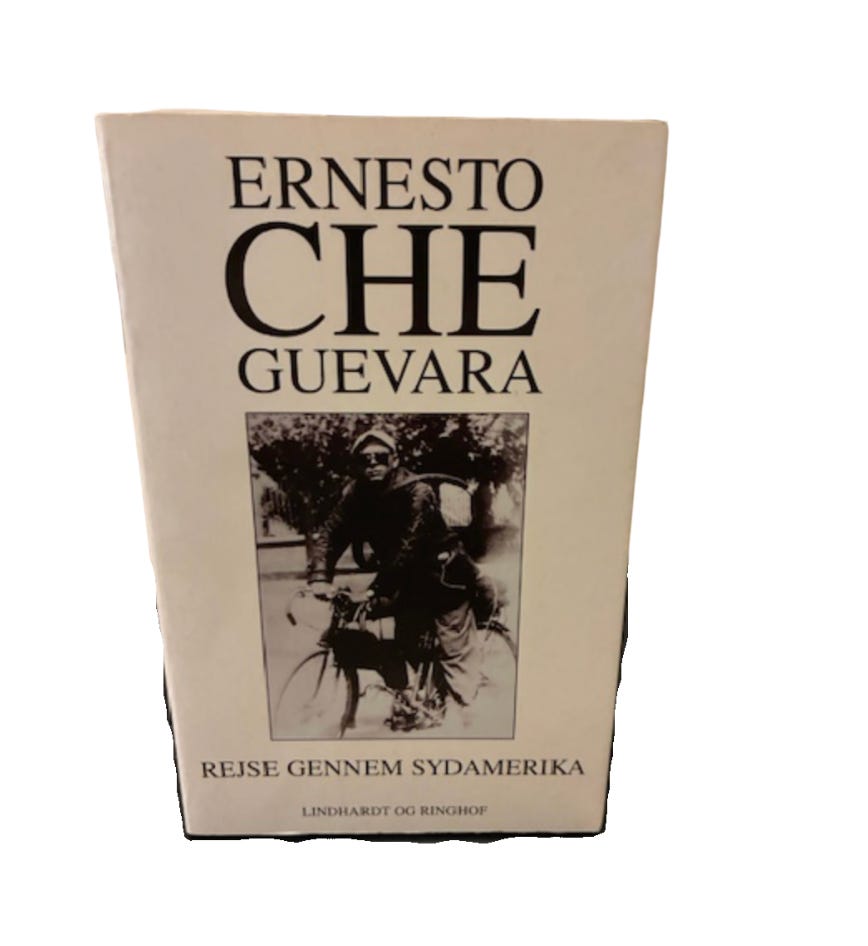 ERNESTO
CHE
GUEVARA
REJSE GENNEM SYDAMERIKA
LINDHARDT OG RINGHOF